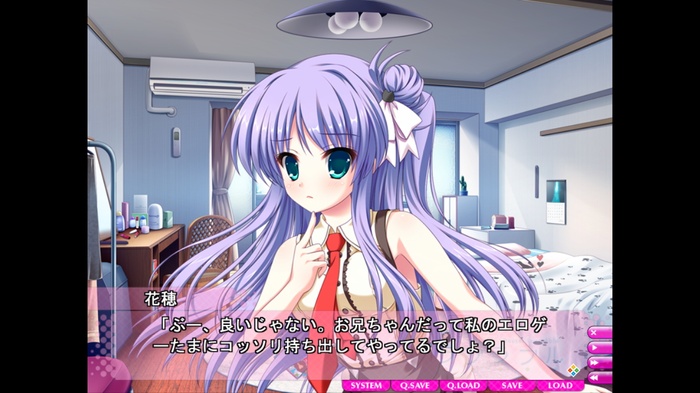 花穂
「ぶー、良いじゃない。お兄ちゃんだって私のエロゲ
ーたまにコッソリ持ち出してやってるでしょ？」
SYSTEM Q.SAVE Q.LOAD SAVE LOAD